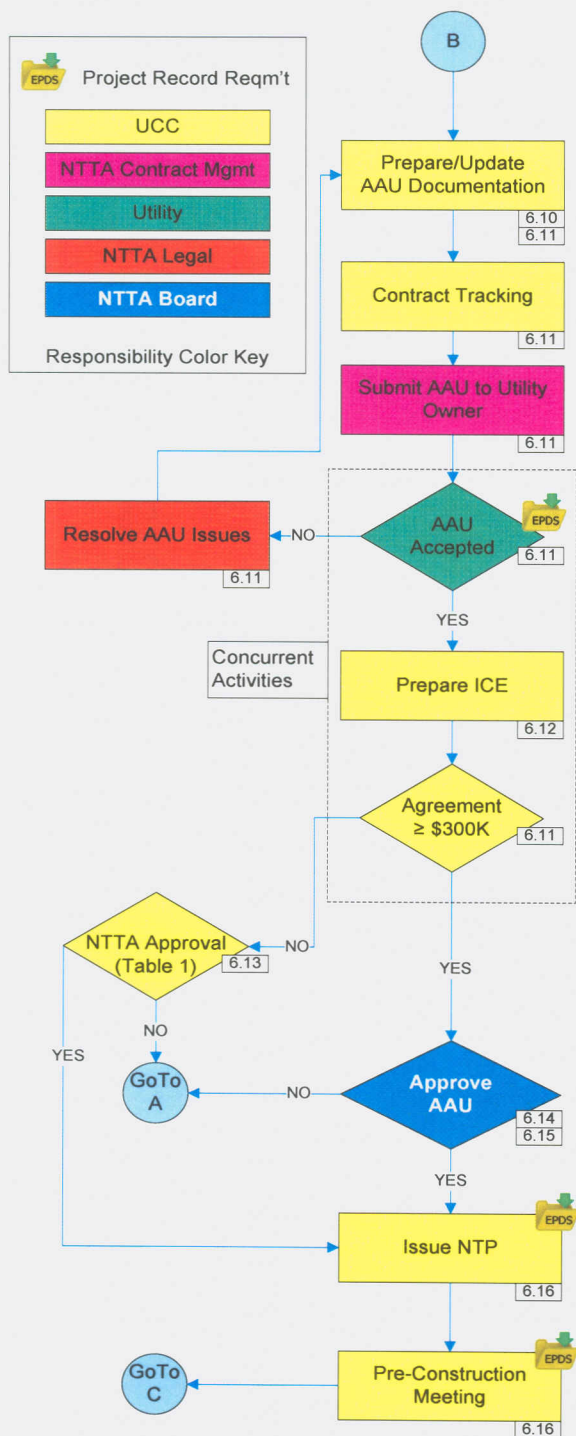 EPDS
Project Record Reqm't
UCC
NTTA Contract Mgmt
Utility
NTTA Legal
NTTA Board
Responsibility Color Key
B
Prepare/Update
AAU Documentation
6.10
6.11
Contract Tracking
6.11
Submit AAU to Utility
Owner
6.11
AAU
Accepted
EPDS
6.11
NO
Resolve AAU Issues
6.11
YES
Concurrent
Activities
Prepare ICE
6.12
Agreement
≥ $300K
6.11
NO
NTTA Approval
(Table 1)
6.13
YES
NO
YES
GoTo
A
NO
Approve
AAU
6.14
6.15
YES
EPDS
Issue NTP
6.16
EPDS
Pre-Construction
Meeting
6.16
GoTo
C